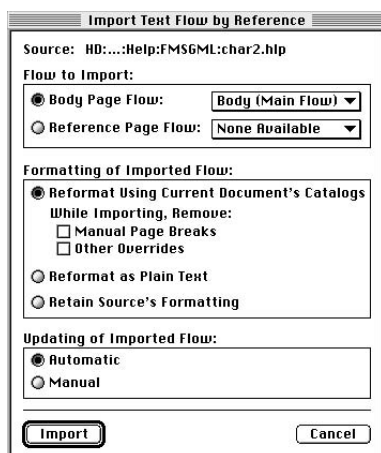 Import Text Flow by Reference
Source: HD:...:Help:FMSGML:char2.hlp
Flow to Import:
Body Page Flow: Body (Main Flow)
Reference Page Flow: None Available
Formatting of Imported Flow:
Reformat Using Current Document's Catalogs
While Importing, Remove:
Manual Page Breaks
Other Overrides
Reformat as Plain Text
Retain Source's Formatting
Updating of Imported Flow:
Automatic
Manual
Import Cancel